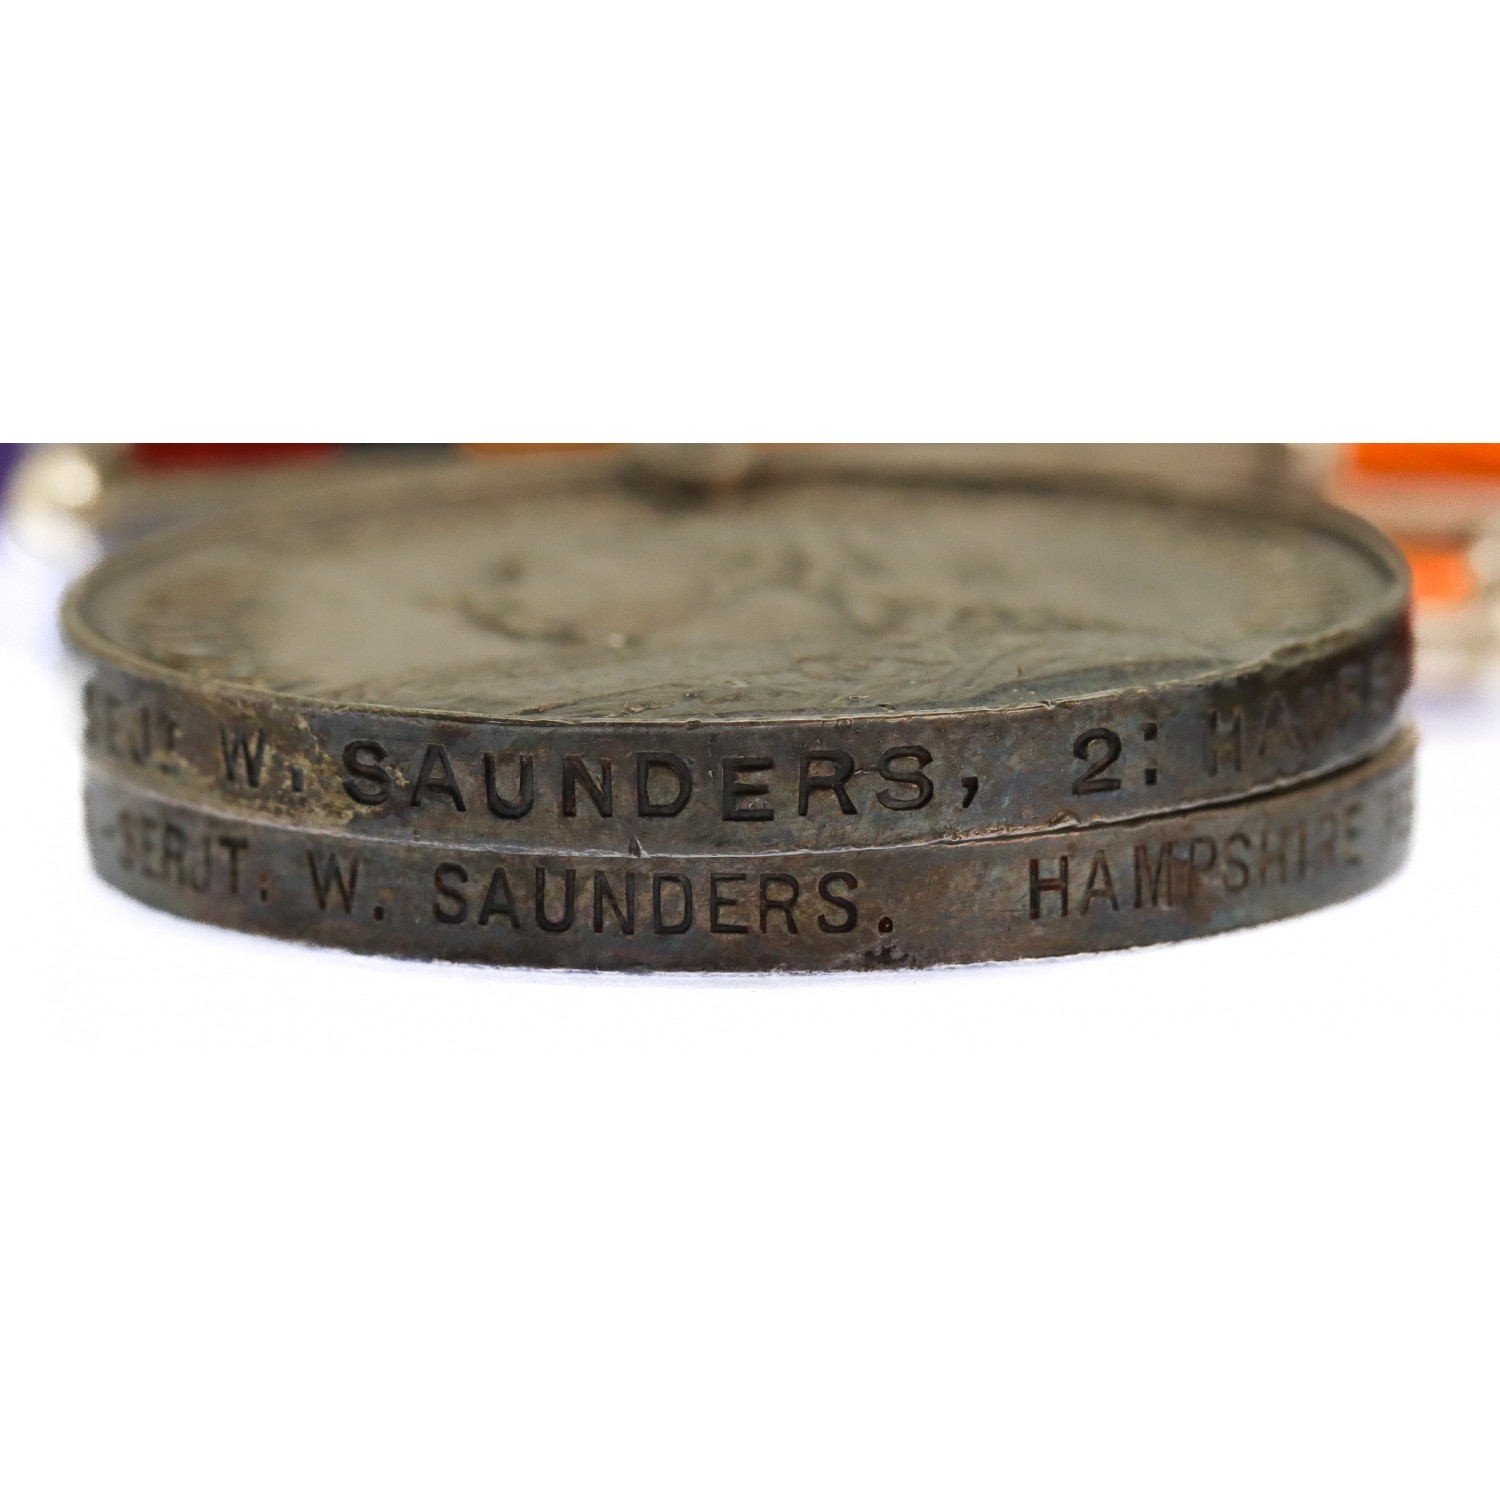 W. SAUNDERS, 2:
SERJT. W. SAUNDERS. HAMPSHIRE